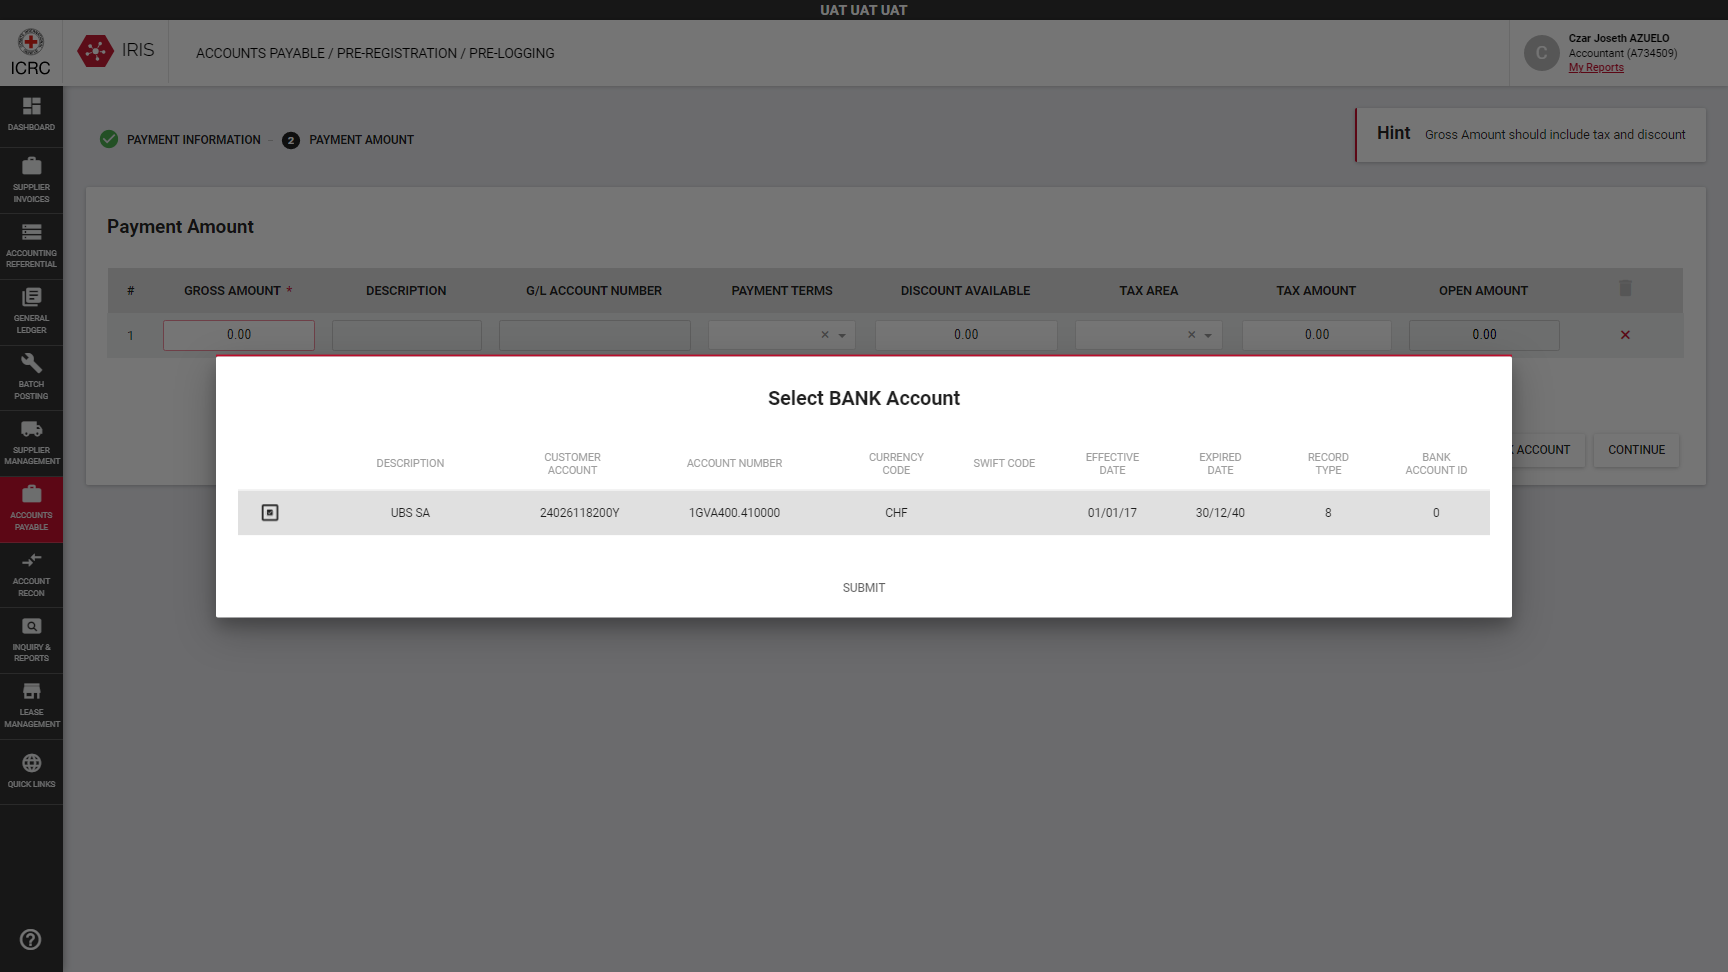 UAT UAT UAT
ICRC
IRIS
ACCOUNTS PAYABLE / PRE-REGISTRATION / PRE-LOGGING
C
Czar Joseth AZUELO
Accountant (A734509)
My Reports
DASHBOARD
SUPPLIER
INVOICES
ACCOUNTING
REFERENTIAL
GENERAL
LEDGER
BATCH
POSTING
SUPPLIER
MANAGEMENT
ACCOUNTS
PAYABLE
ACCOUNT
RECON
INQUIRY &
REPORTS
LEASE
MANAGEMENT
QUICK LINKS
PAYMENT INFORMATION - 2 PAYMENT AMOUNT
Hint Gross Amount should include tax and discount
Payment Amount
# GROSS AMOUNT * DESCRIPTION G/L ACCOUNT NUMBER PAYMENT TERMS DISCOUNT AVAILABLE TAX AREA TAX AMOUNT OPEN AMOUNT
1 0.00 × 0.00 × 0.00 0.00 ×
ACCOUNT CONTINUE
Select BANK Account
DESCRIPTION CUSTOMER ACCOUNT ACCOUNT NUMBER CURRENCY CODE SWIFT CODE EFFECTIVE DATE EXPIRED DATE RECORD TYPE BANK ACCOUNT ID
UBS SA 24026118200Y 1GVA400.410000 CHF 01/01/17 30/12/40 8 0
SUBMIT